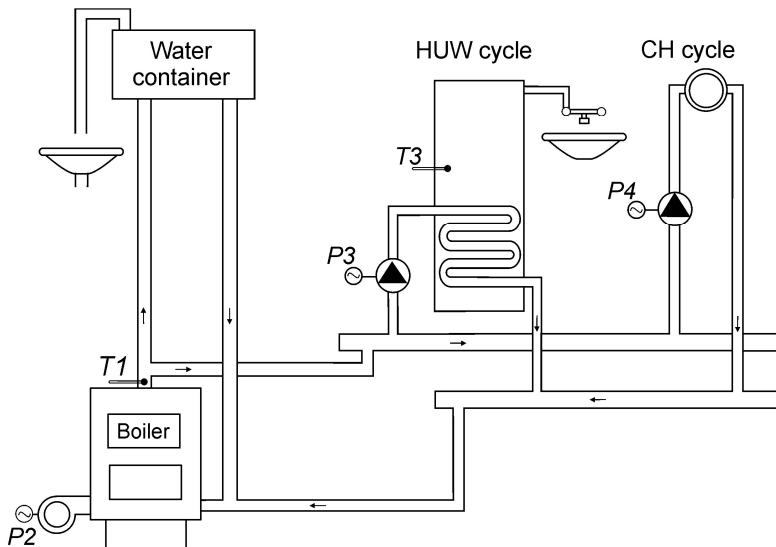 Water
container
HUW cycle
CH cycle
T3
P4
P3
T1
Boiler
P2